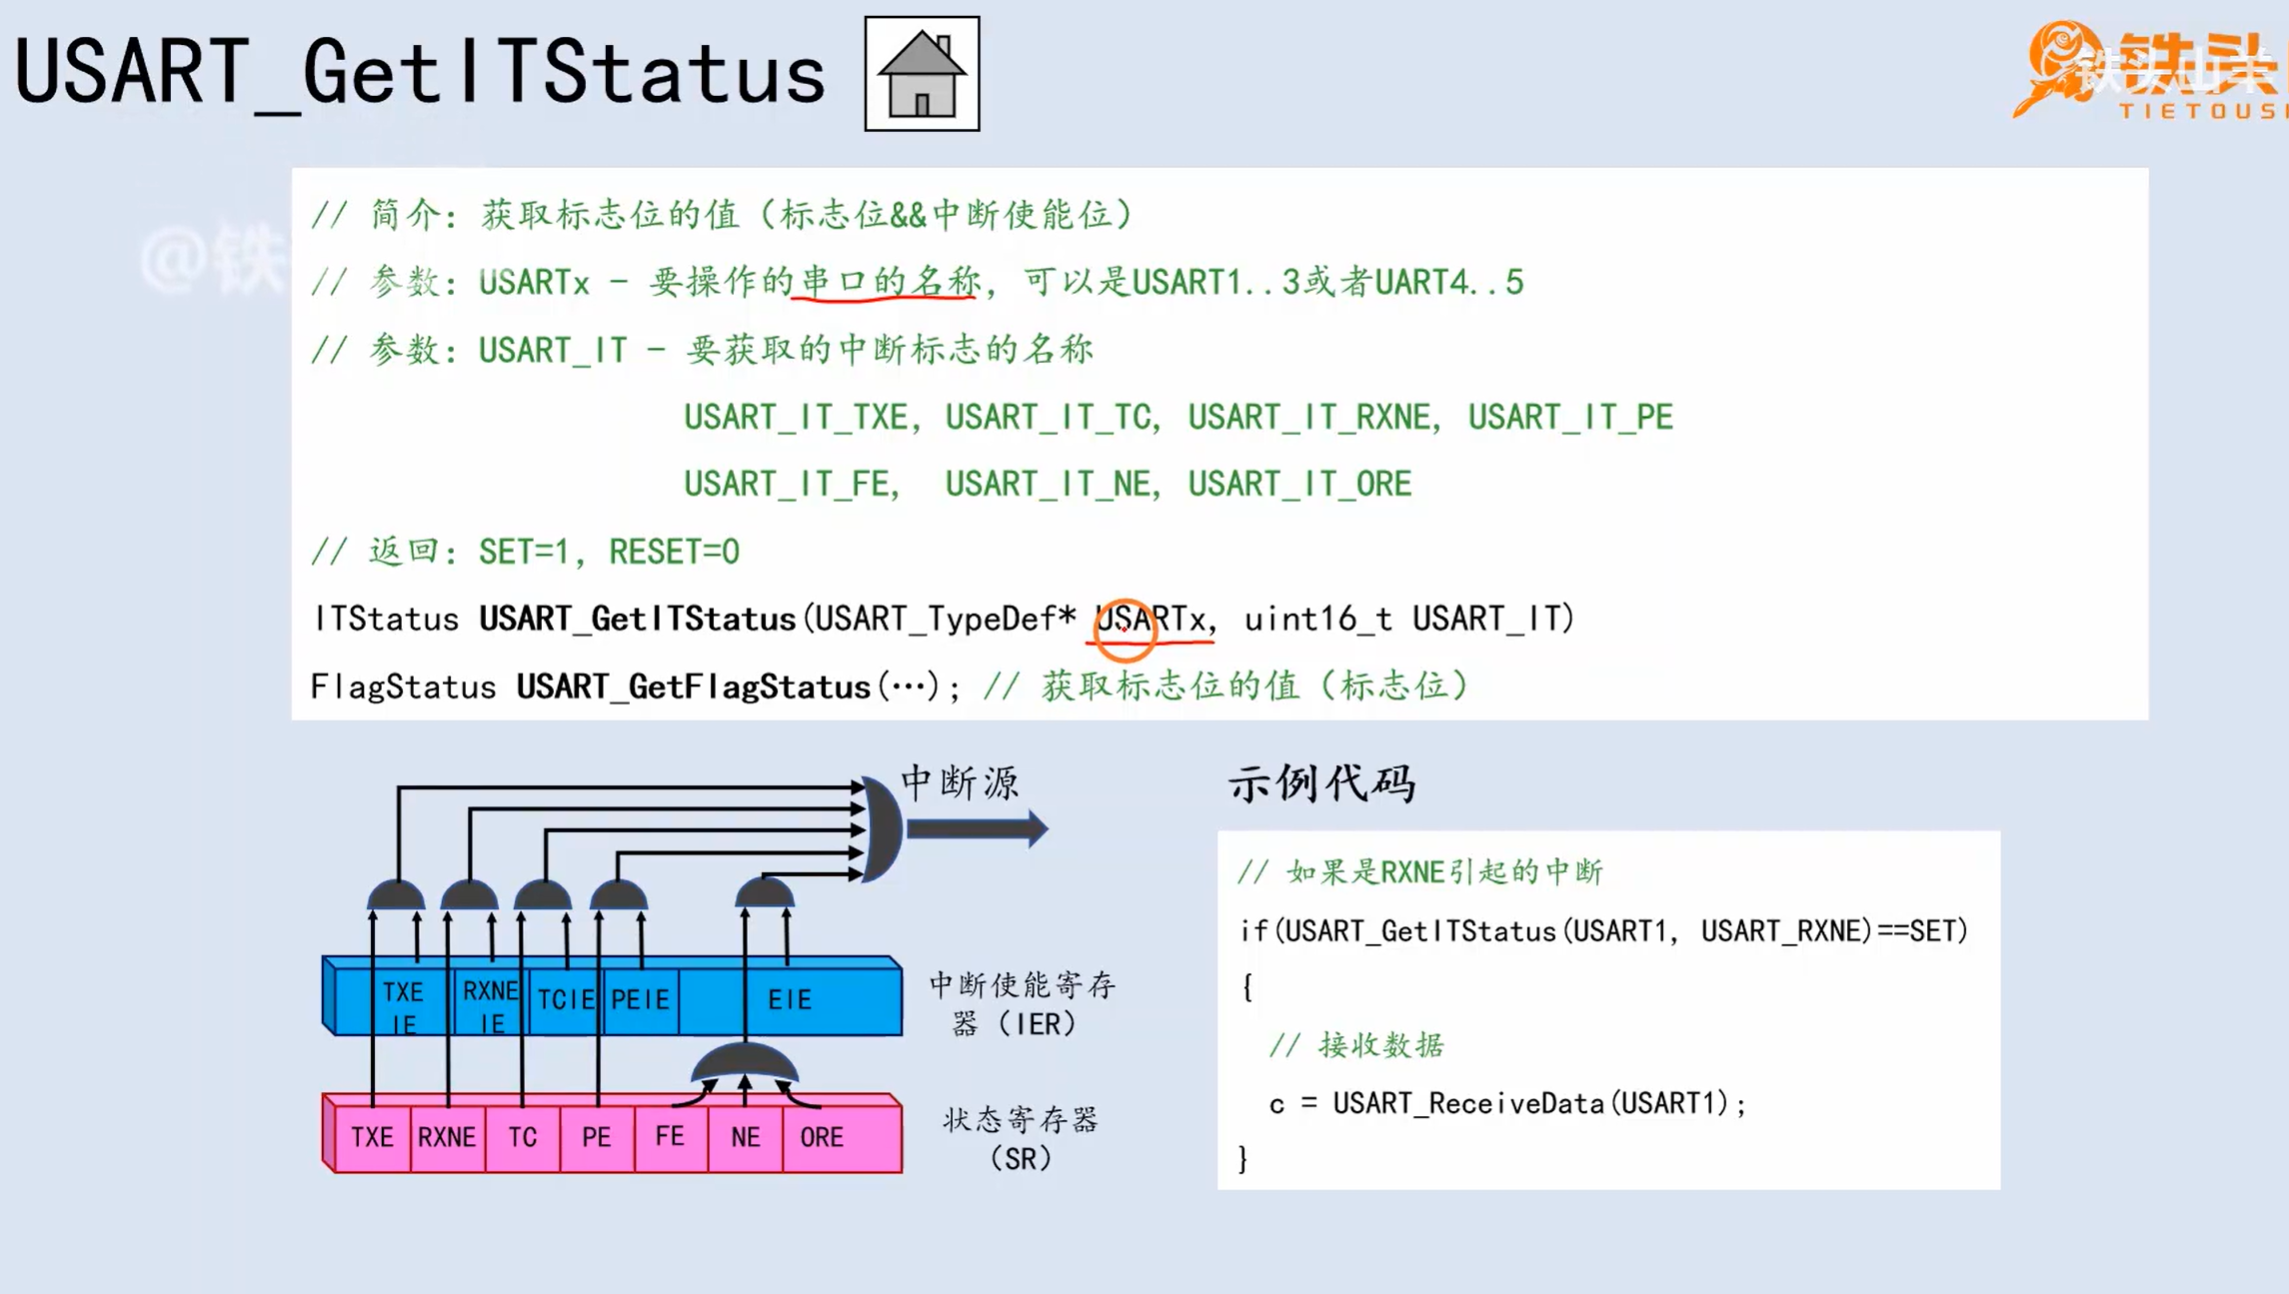 USART_GetITStatus
铁头山羊
TIETOUS
@铁
// 简介：获取标志位的值（标志位&&中断使能位）
// 参数：USARTx - 要操作的串口的名称，可以是USART1..3或者UART4..5
// 参数：USART_IT - 要获取的中断标志的名称
USART_IT_TXE, USART_IT_TC, USART_IT_RXNE, USART_IT_PE
USART_IT_FE, USART_IT_NE, USART_IT_ORE
// 返回：SET=1, RESET=0
ITStatus USART_GetITStatus(USART_TypeDef* USARTx, uint16_t USART_IT)
FlagStatus USART_GetFlagStatus(…); // 获取标志位的值（标志位）
中断源
TXE RXNE TCIE PEIE EIE
IE IE
中断使能寄存
器（IER）
TXE RXNE TC PE FE NE ORE
状态寄存器
（SR）
示例代码
// 如果是RXNE引起的中断
if(USART_GetITStatus(USART1, USART_RXNE)==SET)
{
// 接收数据
c = USART_ReceiveData(USART1);
}